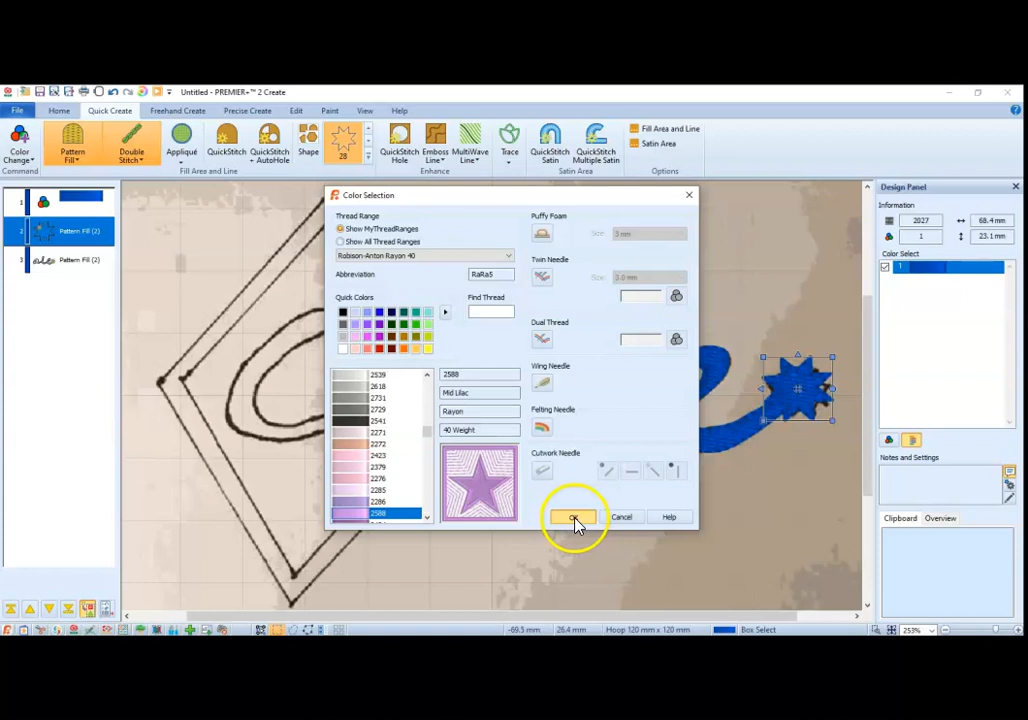 Untitled - PREMIER+™ 2 Create
File Home Quick Create Freehand Create Precise Create Edit Paint View Help
Color Change Pattern Fill Double Stitch Appliqué QuickStitch QuickStitch + AutoHole Shape 28 QuickStitch Hole Emboss Line MultiWave Line Trace QuickStitch Satin QuickStitch Multiple Satin
Fill Area and Line
Satin Area
Command Fill Area and Line Enhance Satin Area Options
1
2 Pattern Fill (2)
3 Pattern Fill (2)
Color Selection
Thread Range
Show MyThreadRanges
Show All Thread Ranges
Robison-Anton Rayon 40
Abbreviation RaRa5
Quick Colors Find Thread
2539
2618
2731
2729
2541
2271
2272
2423
2379
2276
2285
2286
2588
2588
Mid Lilac
Rayon
40 Weight
Puffy Foam
Size: 3 mm
Twin Needle
Size: 2.0 mm
Dual Thread
Wing Needle
Felting Needle
Cutwork Needle
OK Cancel Help
Design Panel
Information
2027 68.4 mm
1 23.1 mm
Color Select
1
Notes and Settings
Clipboard Overview
-69.5 mm 26.4 mm Hoop 120 mm x 120 mm Box Select 253%